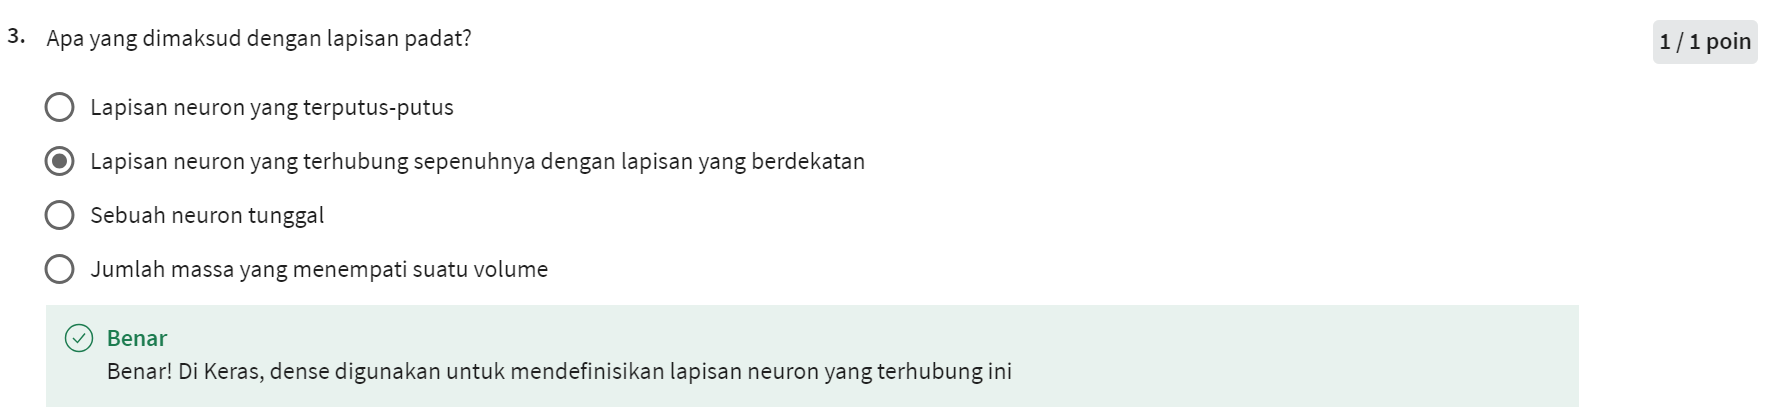 3. Apa yang dimaksud dengan lapisan padat?
1 / 1 poin
Lapisan neuron yang terputus-putus
Lapisan neuron yang terhubung sepenuhnya dengan lapisan yang berdekatan
Sebuah neuron tunggal
Jumlah massa yang menempati suatu volume
Benar
Benar! Di Keras, dense digunakan untuk mendefinisikan lapisan neuron yang terhubung ini